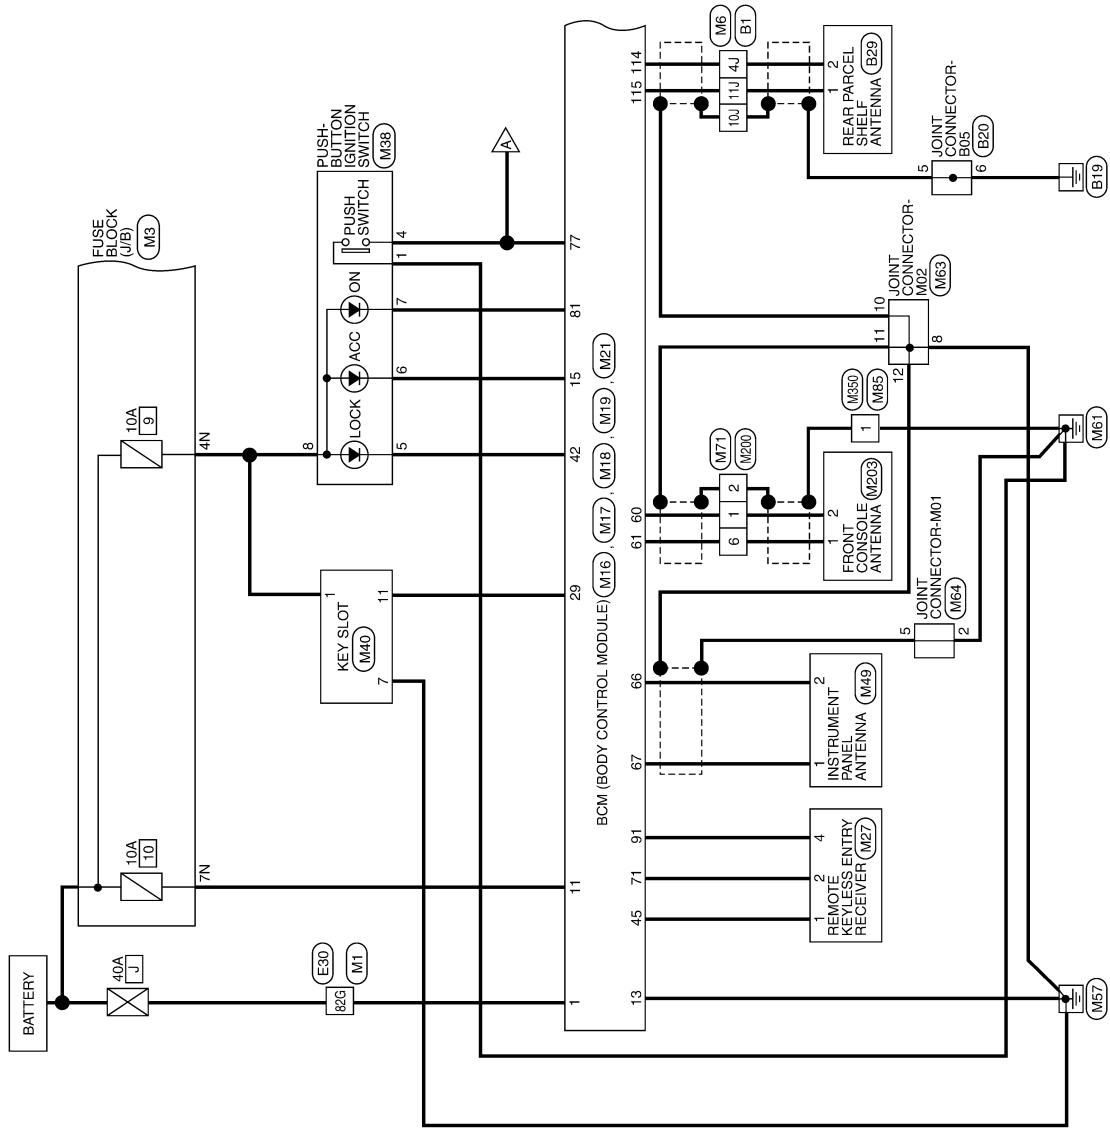 BATTERY
40A
J
E30
M1
82G
1
FUSE
BLOCK
(J/B)
M3
10A
10
7N
11
10A
9
4N
PUSH-
BUTTON
IGNITION
SWITCH
M38
8
LOCK
ACC
ON
PUSH
SWITCH
5
6
7
1
4
A
KEY SLOT
M40
1
11
7
29
42
15
81
77
BCM (BODY CONTROL MODULE)
M16 , M17 , M18 , M19 , M21
13
45
71
91
67
66
61
60
115
114
REMOTE
KEYLESS ENTRY
RECEIVER
M27
1
2
4
INSTRUMENT
PANEL
ANTENNA
M49
1
2
JOINT
CONNECTOR-M01
M64
5
2
M71
M200
6
1
2
FRONT
CONSOLE
ANTENNA
M203
1
2
M350
M85
1
JOINT
CONNECTOR-
M02
M63
12
11
10
8
M6
B1
4J
11J
10J
REAR PARCEL
SHELF
ANTENNA
B29
1
2
JOINT
CONNECTOR-
B05
B20
5
6
B19
M61
M57